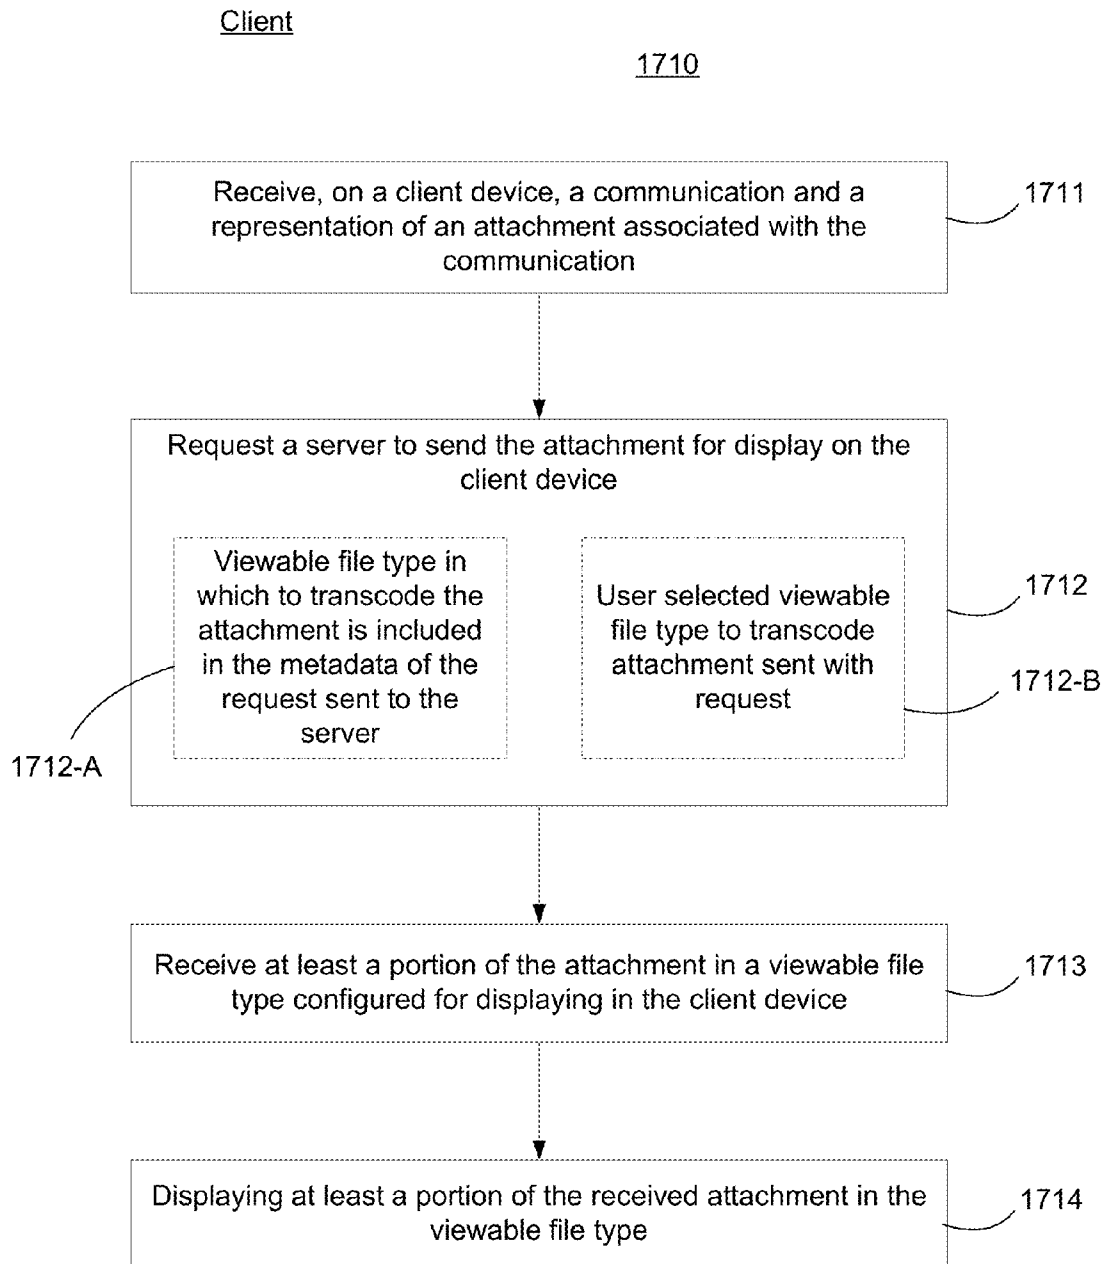 Client
1710
Receive, on a client device, a communication and a
representation of an attachment associated with the
communication
1711
Request a server to send the attachment for display on the
client device
Viewable file type in
which to transcode the
attachment is included
in the metadata of the
request sent to the
server
User selected viewable
file type to transcode
attachment sent with
request
1712
1712-B
1712-A
Receive at least a portion of the attachment in a viewable file
type configured for displaying in the client device
1713
Displaying at least a portion of the received attachment in the
viewable file type
1714